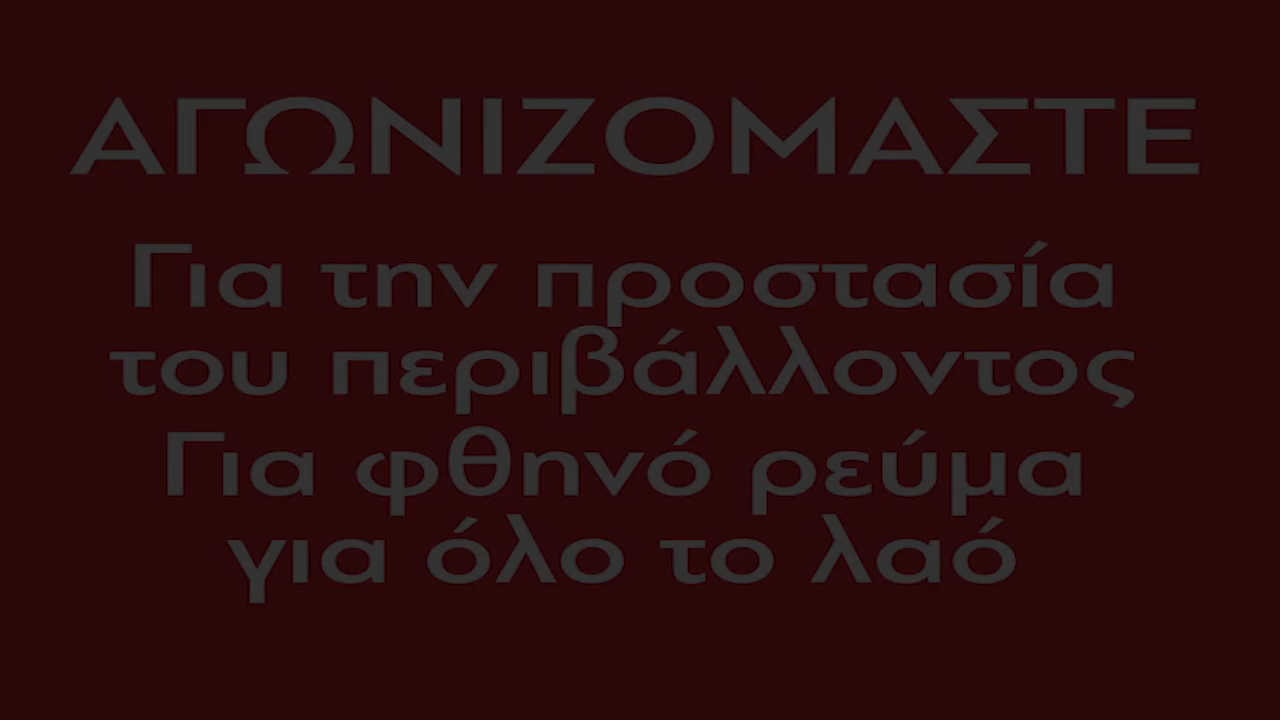 ΑΓΩΝΙΖΟΜΑΣΤΕ
Για την προστασία
του περιβάλλοντος
Για φθηνό ρεύμα
για όλο το λαό